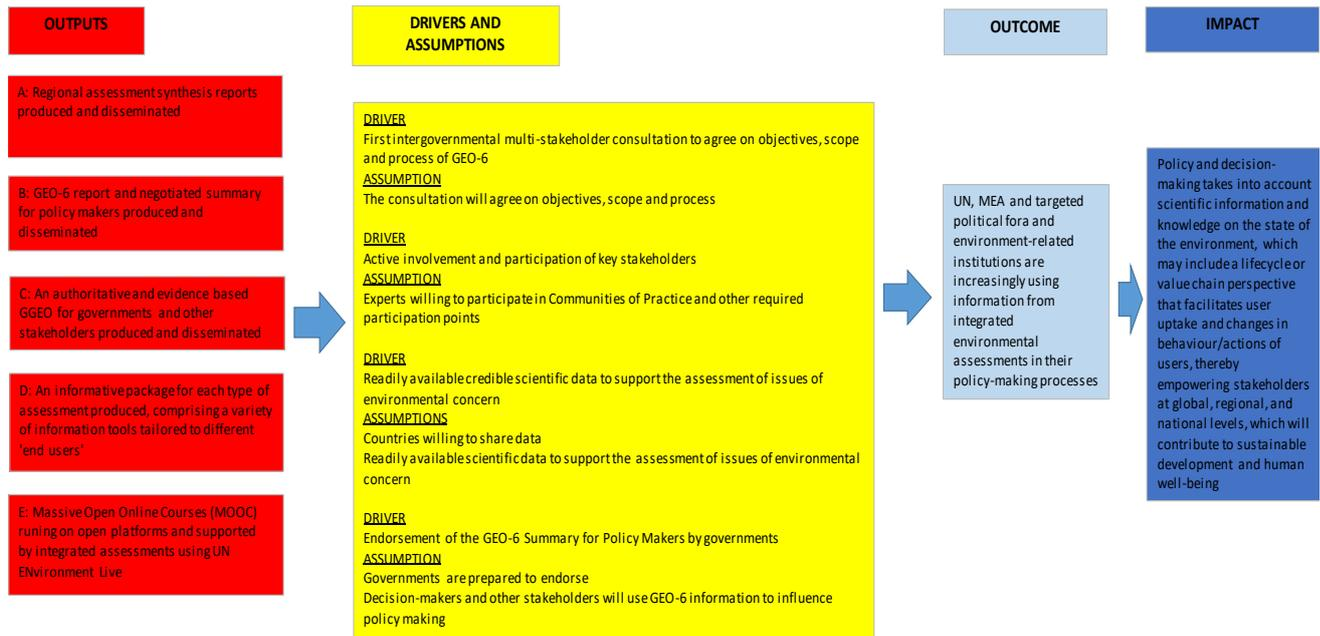 OUTPUTS
A: Regional assessment synthesis reports
produced and disseminated
B: GEO-6 report and negotiated summary
for policy makers produced and
disseminated
C: An authoritative and evidence based
GGEO for governments and other
stakeholders produced and disseminated
D: An informative package for each type of
assessment produced, comprising a variety
of information tools tailored to different
'end users'
E: Massive Open Online Courses (MOOC)
runing on open platforms and supported
by integrated assessments using UN
ENvironment Live
DRIVERS AND
ASSUMPTIONS
DRIVER
First intergovernmental multi-stakeholder consultation to agree on objectives, scope
and process of GEO-6
ASSUMPTION
The consultation will agree on objectives, scope and process
DRIVER
Active involvement and participation of key stakeholders
ASSUMPTION
Experts willing to participate in Communities of Practice and other required
participation points
DRIVER
Readily available credible scientific data to support the assessment of issues of
environmental concern
ASSUMPTIONS
Countries willing to share data
Readily available scientific data to support the assessment of issues of environmental
concern
DRIVER
Endorsement of the GEO-6 Summary for Policy Makers by governments
ASSUMPTION
Governments are prepared to endorse
Decision-makers and other stakeholders will use GEO-6 information to influence
policy making
OUTCOME
UN, MEA and targeted
political fora and
environment-related
institutions are
increasingly using
information from
integrated
environmental
assessments in their
policy-making processes
IMPACT
Policy and decision-
making takes into account
scientific information and
knowledge on the state of
the environment, which
may include a lifecycle or
value chain perspective
that facilitates user
uptake and changes in
behaviour/actions of
users, thereby
empowering stakeholders
at global, regional, and
national levels, which will
contribute to sustainable
development and human
well-being